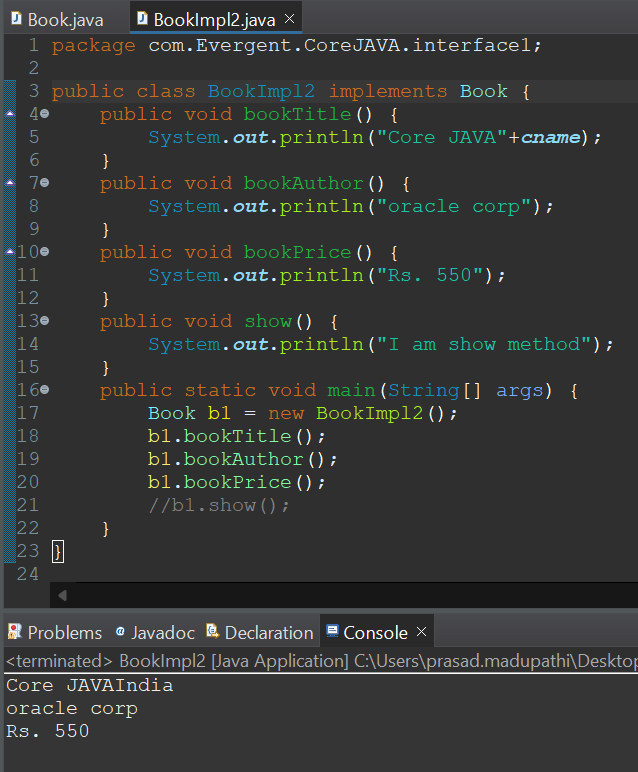 Book.java BookImpl2.java
1 package com.Evergent.CoreJAVA.interface1;
2
3 public class BookImpl2 implements Book {
4 public void bookTitle() {
5 System.out.println("Core JAVA"+cname);
6 }
7 public void bookAuthor() {
8 System.out.println("oracle corp");
9 }
10 public void bookPrice() {
11 System.out.println("Rs. 550");
12 }
13 public void show() {
14 System.out.println("I am show method");
15 }
16 public static void main(String[] args) {
17 Book b1 = new BookImpl2();
18 b1.bookTitle();
19 b1.bookAuthor();
20 b1.bookPrice();
21 //b1.show();
22 }
23 }
24
Problems @ Javadoc Declaration Console
<terminated> BookImpl2 [Java Application] C:\Users\prasad.madupathi\Desktop
Core JAVAIndia
oracle corp
Rs. 550